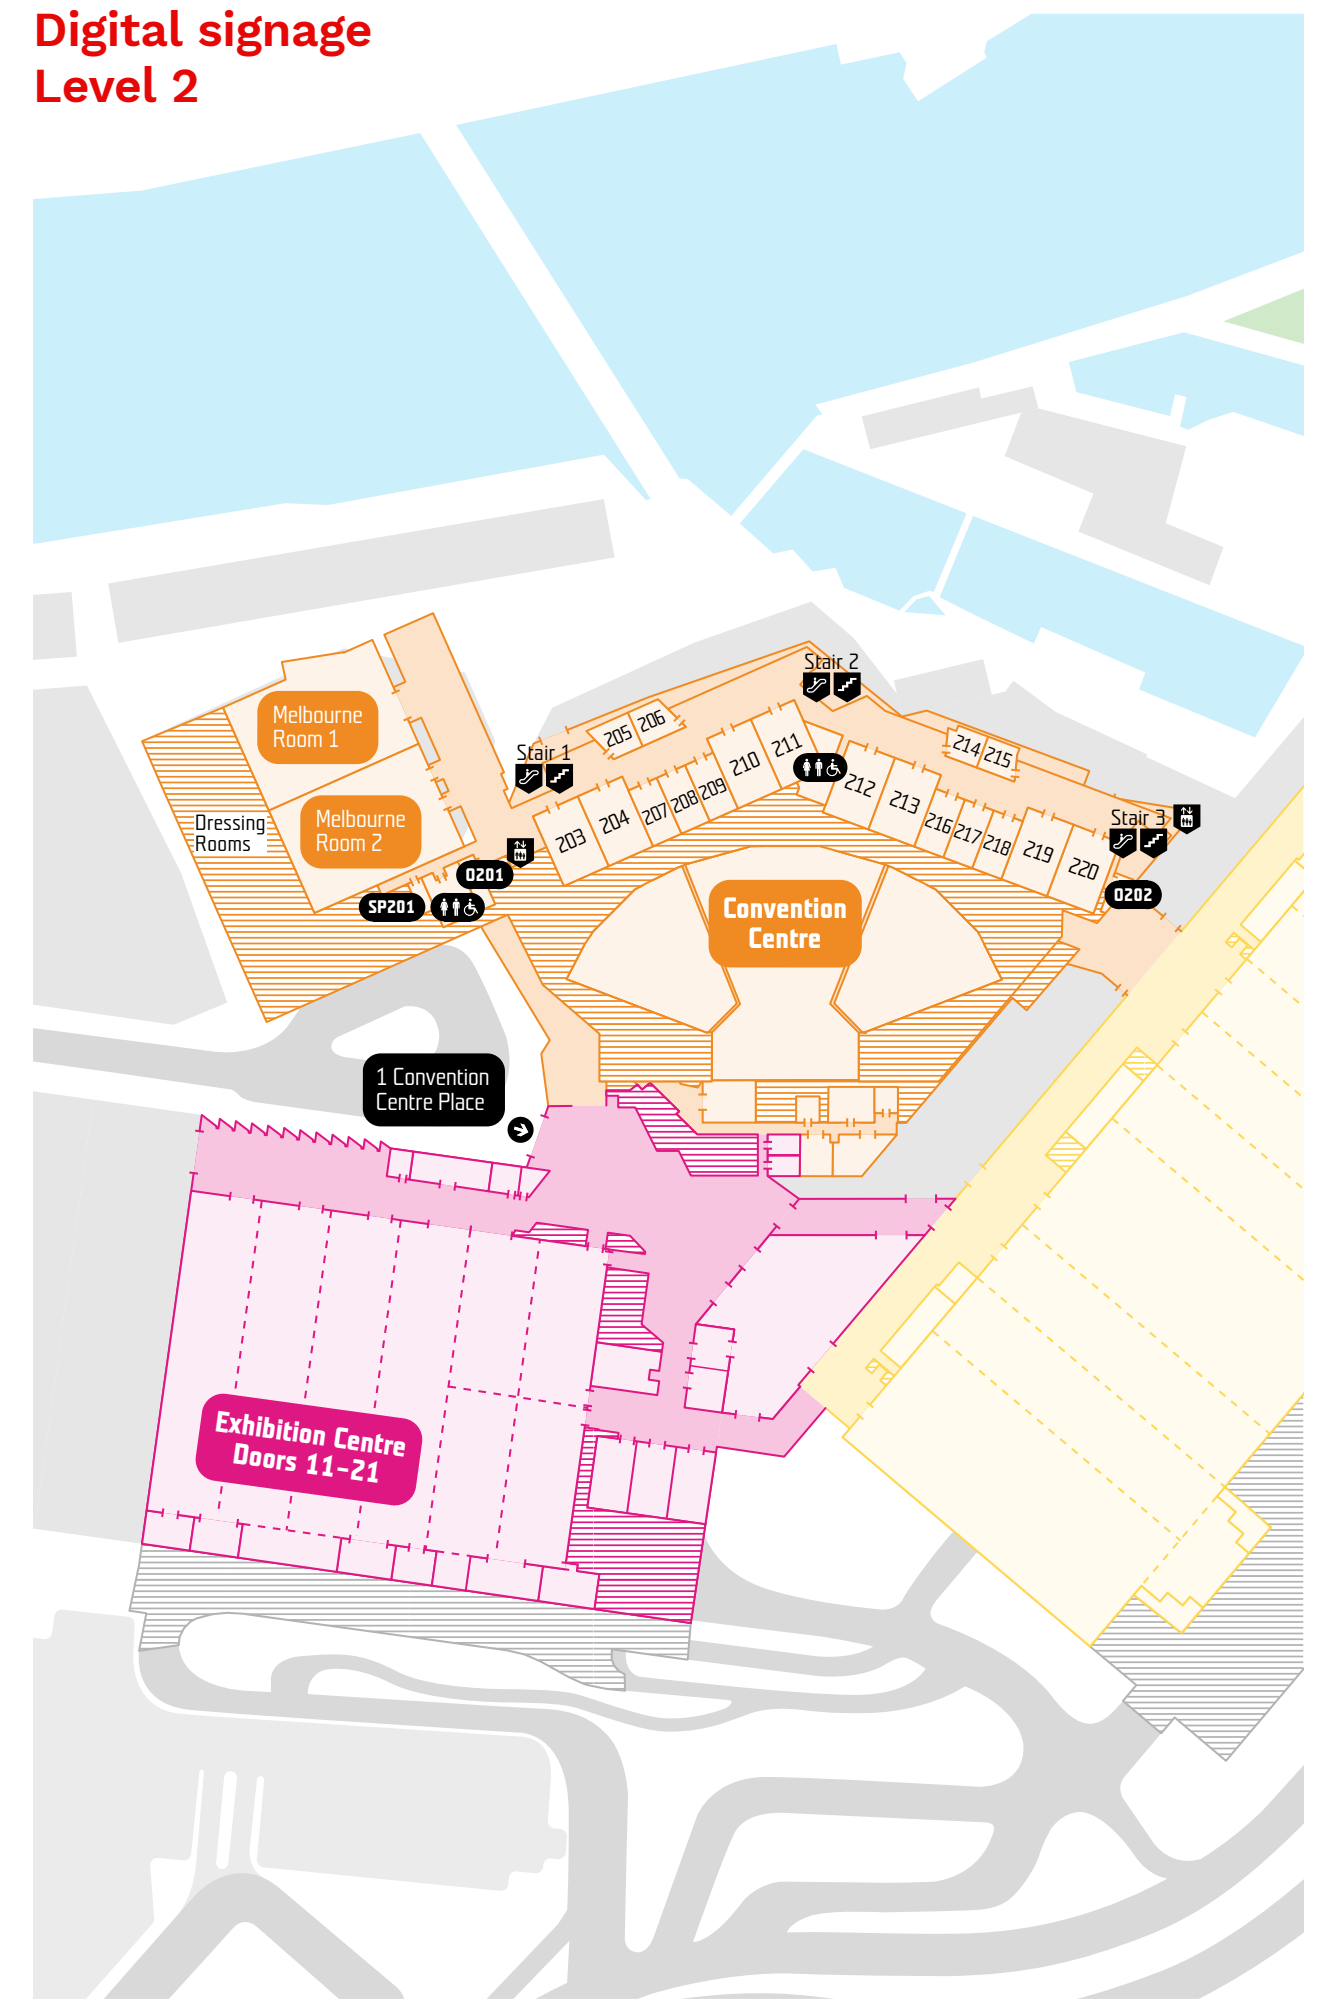 Digital signage
Level 2
Stair 2
Melbourne
Room 1
205
206
211
214
215
Stair 1
210
212
213
209
208
207
204
203
216
217
218
219
220
Stair 3
Melbourne
Room 2
Dressing
Rooms
0201
0202
SP201
Convention
Centre
1 Convention
Centre Place
Exhibition Centre
Doors 11-21